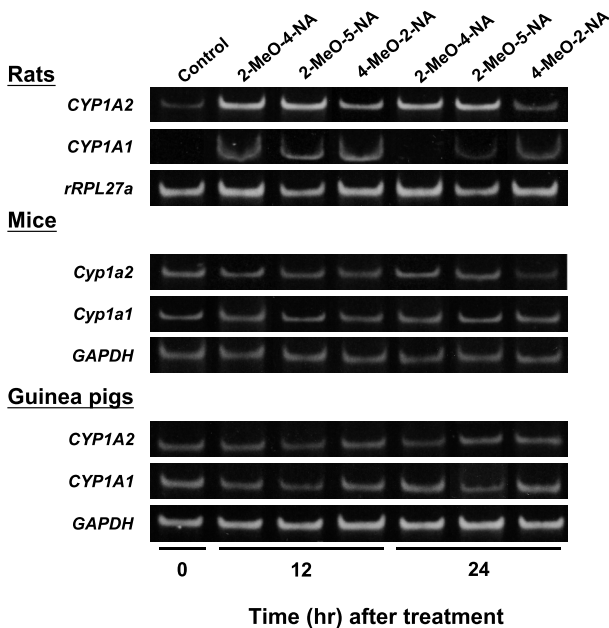 Control 2-MeO-4-NA 2-MeO-5-NA 4-MeO-2-NA 2-MeO-4-NA 2-MeO-5-NA 4-MeO-2-NA
Rats
CYP1A2
CYP1A1
rRPL27a
Mice
Cyp1a2
Cyp1a1
GAPDH
Guinea pigs
CYP1A2
CYP1A1
GAPDH
0 12 24
Time (hr) after treatment